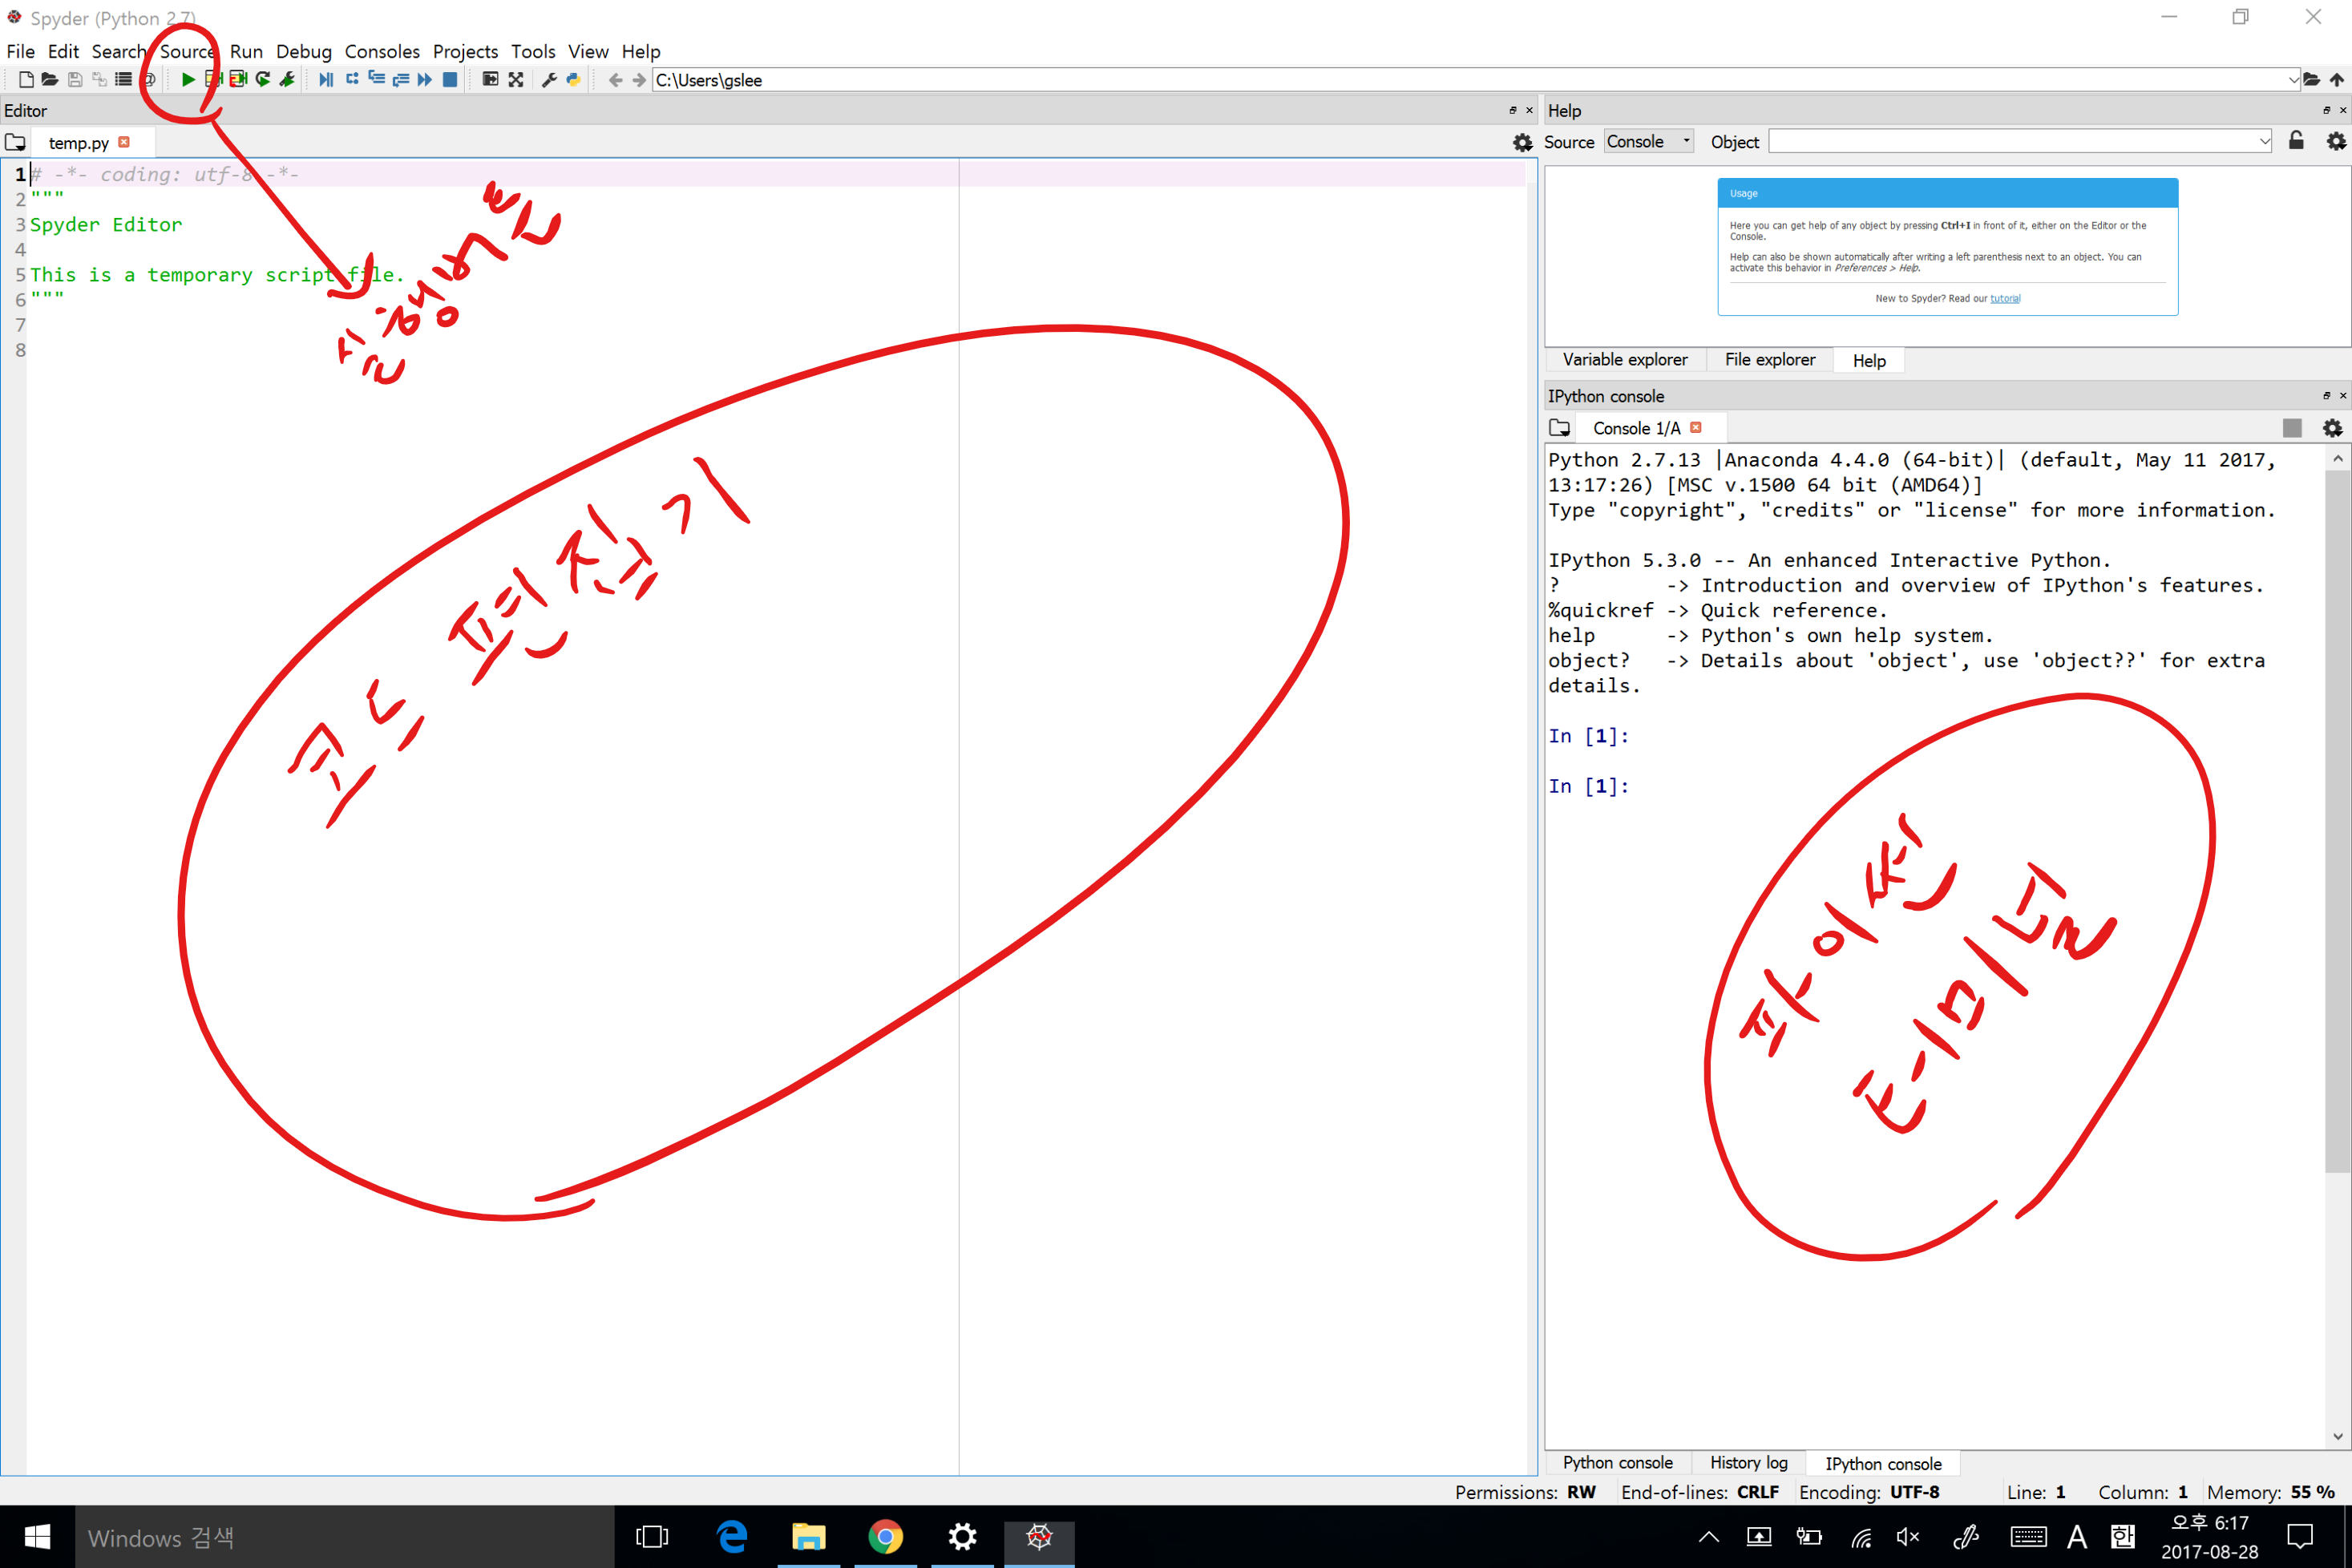 Spyder (Python 2.7)
File Edit Search Source Run Debug Consoles Projects Tools View Help
C:\Users\gslee
Editor
temp.py
1 # -*- coding: utf-8 -*-
2 """
3 Spyder Editor
4
5 This is a temporary script file.
6 """
7
8
실행버튼
코드 편집기
Help
Source Console Object
Usage
Here you can get help of any object by pressing Ctrl+I in front of it, either on the Editor or the
Console.
Help can also be shown automatically after writing a left parenthesis next to an object. You can
activate this behavior in Preferences > Help.
New to Spyder? Read our tutorial
Variable explorer File explorer Help
IPython console
Console 1/A
Python 2.7.13 |Anaconda 4.4.0 (64-bit)| (default, May 11 2017,
13:17:26) [MSC v.1500 64 bit (AMD64)]
Type "copyright", "credits" or "license" for more information.
IPython 5.3.0 -- An enhanced Interactive Python.
? -> Introduction and overview of IPython's features.
%quickref -> Quick reference.
help -> Python's own help system.
object? -> Details about 'object', use 'object??' for extra
details.
In [1]:
In [1]:
파이썬
터미널
Python console History log IPython console
Permissions: RW End-of-lines: CRLF Encoding: UTF-8 Line: 1 Column: 1 Memory: 55 %
Windows 검색
A 한
오후 6:17
2017-08-28